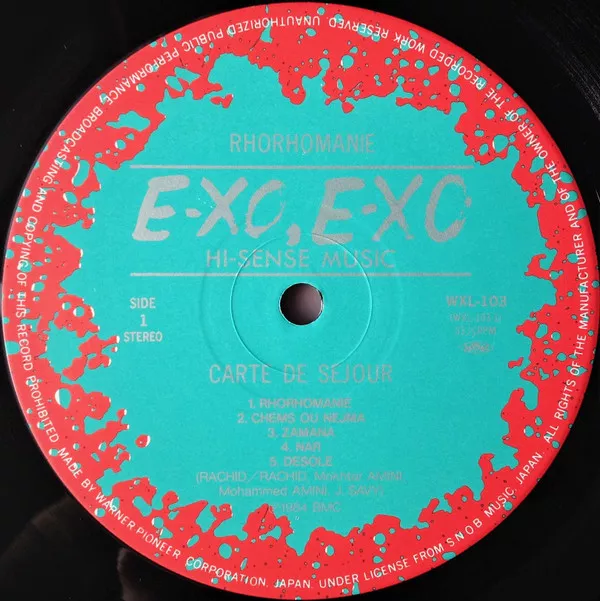 RHORHOMANIE
E-XO, E-XO
HI-SENSE MUSIC
SIDE
1
STEREO
WKL-103
CARTE DE SEJOUR
1. RHORHOMANIE
2. CHEMS OU NEJMA
3. ZAMANA
4. NAR
5. DESOLE
(RACHID/RACHID, Mokhtar AMINI,
Mohammed AMINI, J. SAVY)
1984 BMC
ALL RIGHTS OF THE MANUFACTURER AND OF THE OWNER OF THE RECORDED WORK RESERVED. UNAUTHORIZED PUBLIC PERFORMANCE, BROADCASTING AND COPYING OF THIS RECORD PROHIBITED. MADE BY WARNER-PIONEER CORPORATION, JAPAN. UNDER LICENSE FROM S·N·O·B MUSIC, JAPAN.